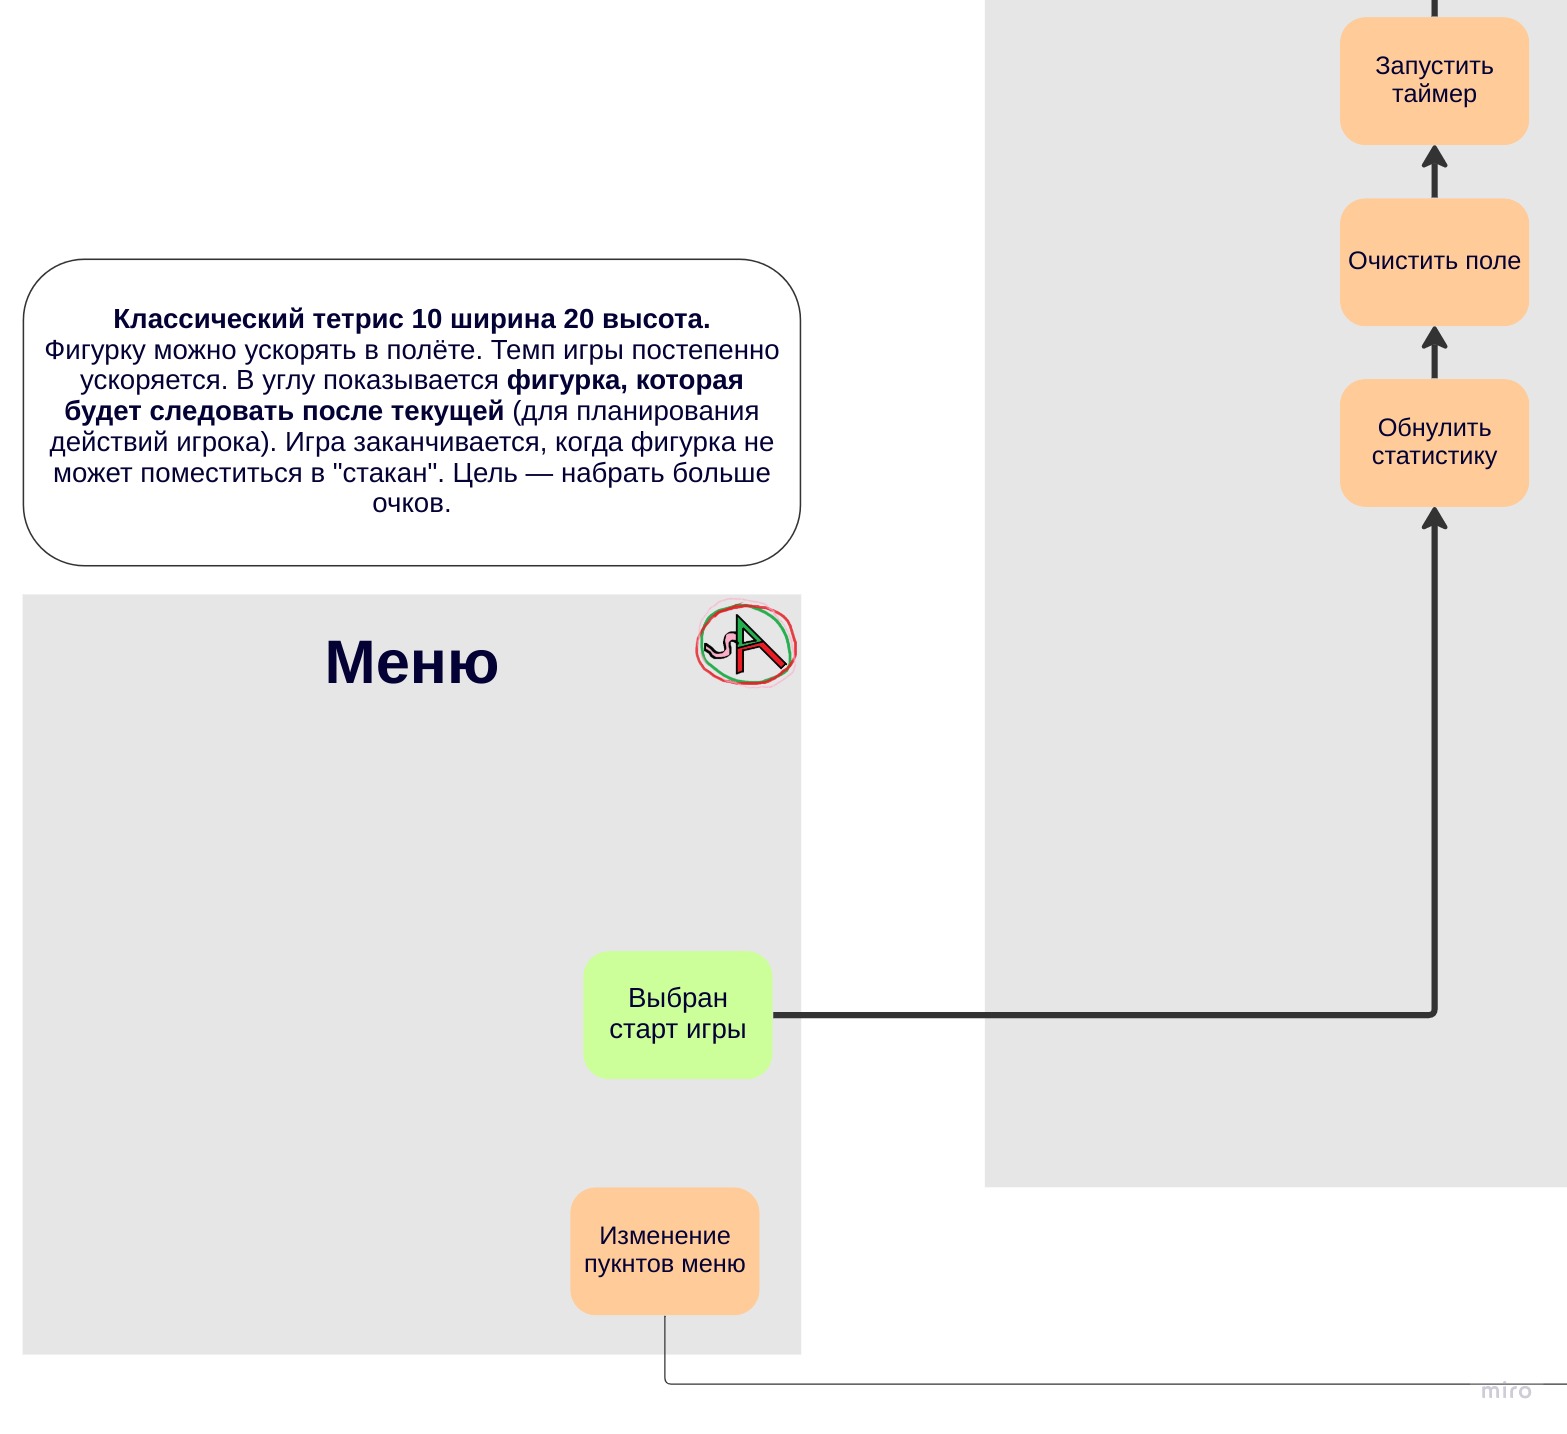 Запустить
таймер
Очистить поле
Классический тетрис 10 ширина 20 высота.
Фигурку можно ускорять в полёте. Темп игры постепенно
ускоряется. В углу показывается фигурка, которая
будет следовать после текущей (для планирования
действий игрока). Игра заканчивается, когда фигурка не
может поместиться в "стакан". Цель — набрать больше
очков.
Обнулить
статистику
Меню
Выбран
старт игры
Изменение
пукнтов меню
miro